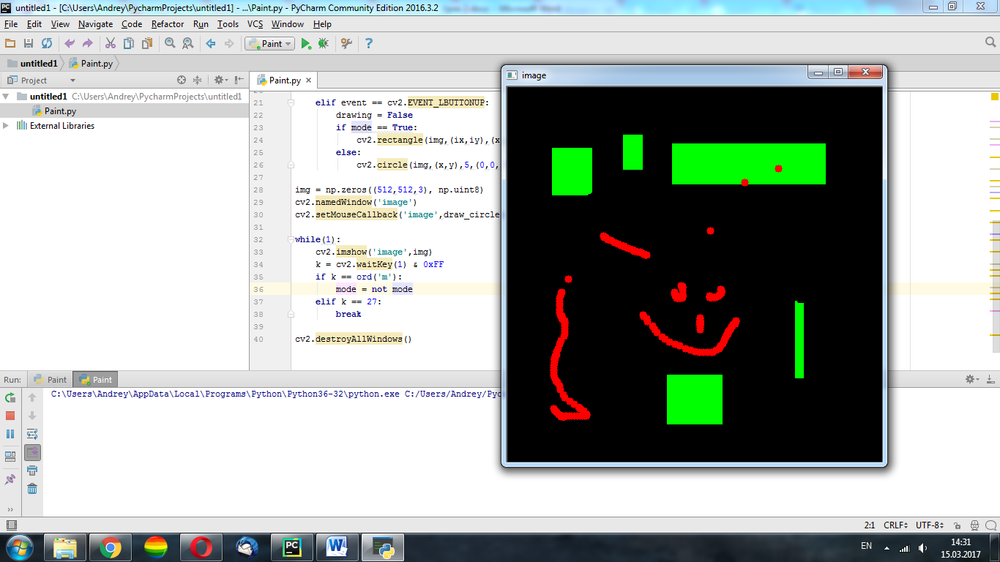 untitled1 - [C:\Users\Andrey\PycharmProjects\untitled1] - ...\Paint.py - PyCharm Community Edition 2016.3.2
File Edit View Navigate Code Refactor Run Tools VCS Window Help
Paint
untitled1 Paint.py
Project
Paint.py
untitled1 C:\Users\Andrey\PycharmProjects\untitled1
Paint.py
External Libraries
21 elif event == cv2.EVENT_LBUTTONUP:
22 drawing = False
23 if mode == True:
24 cv2.rectangle(img,(ix,iy),(x
25 else:
26 cv2.circle(img,(x,y),5,(0,0,
27
28 img = np.zeros((512,512,3), np.uint8)
29 cv2.namedWindow('image')
30 cv2.setMouseCallback('image',draw_circle
31
32 while(1):
33 cv2.imshow('image',img)
34 k = cv2.waitKey(1) & 0xFF
35 if k == ord('m'):
36 mode = not mode
37 elif k == 27:
38 break
39
40 cv2.destroyAllWindows()
image
Run: Paint Paint
C:\Users\Andrey\AppData\Local\Programs\Python\Python36-32\python.exe C:/Users/Andrey/Pyc
2:1 CRLF UTF-8
EN
14:31
15.03.2017